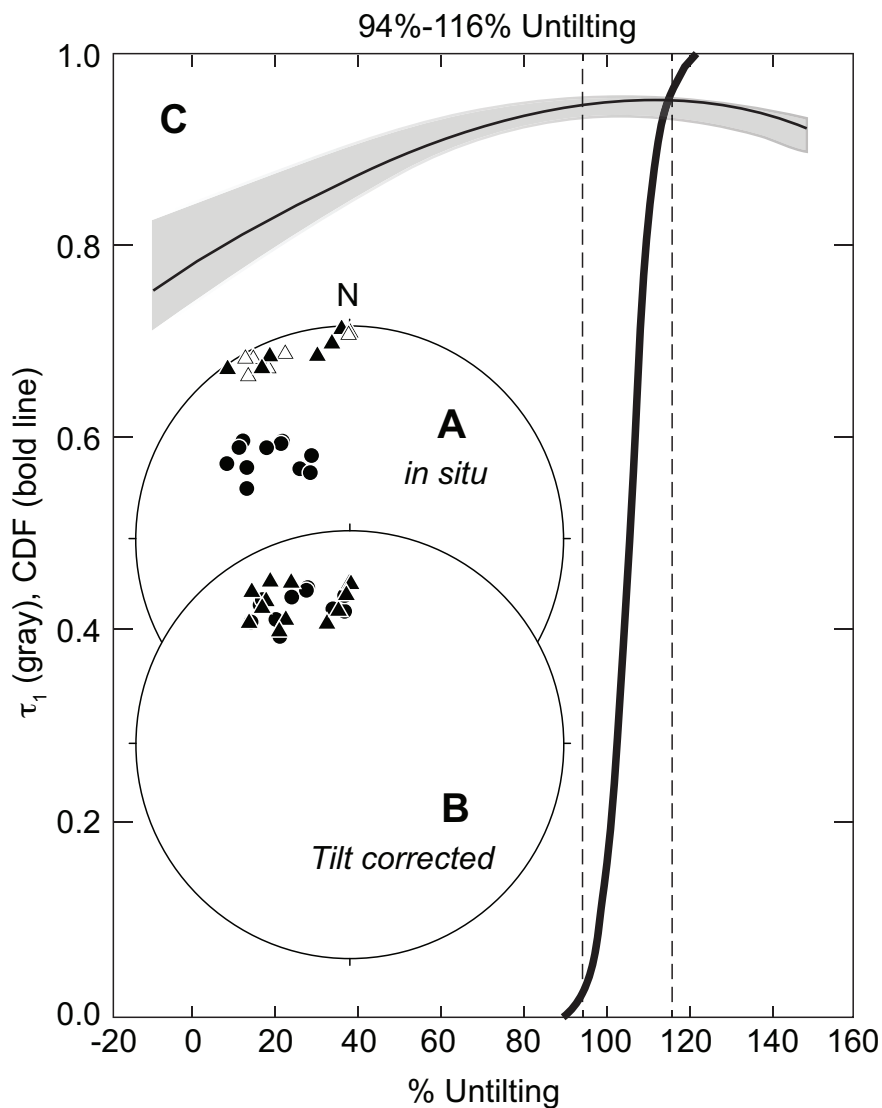 94%-116% Untilting
1.0
C
0.8
N
A
in situ
0.6
τ1 (gray), CDF (bold line)
0.4
B
Tilt corrected
0.2
0.0
-20 0 20 40 60 80 100 120 140 160
% Untilting